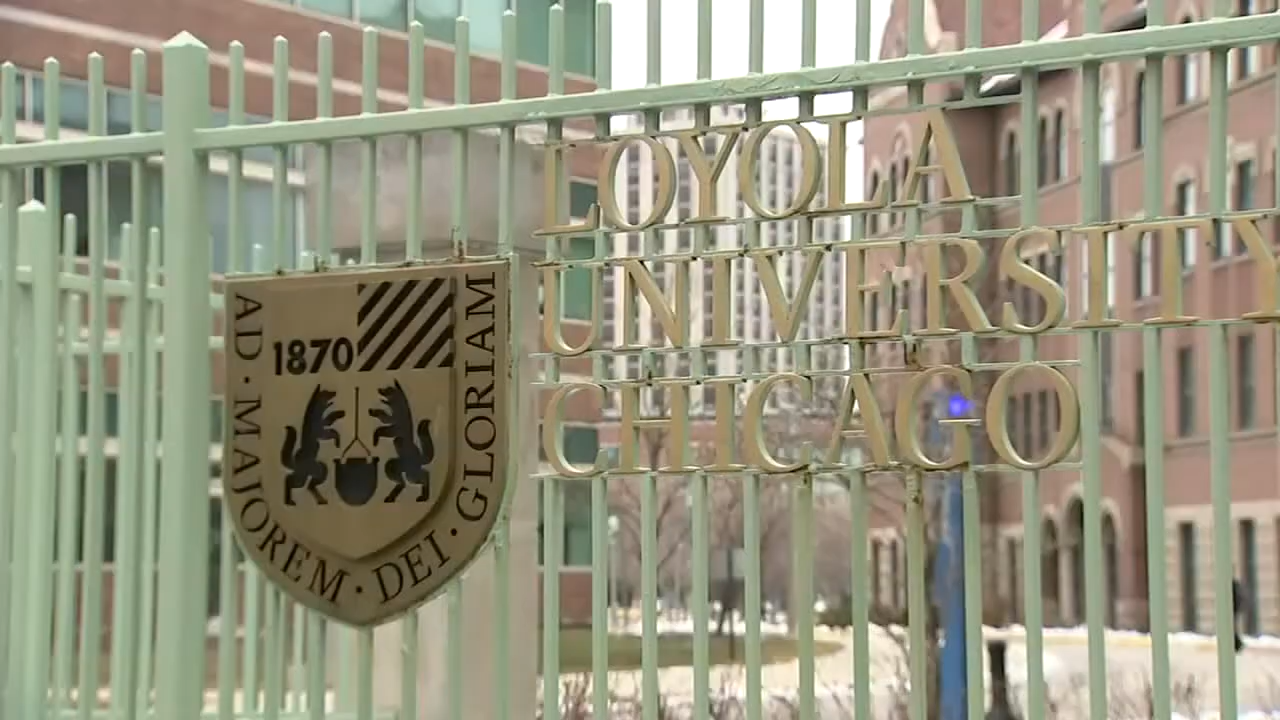 LOYOLA
UNIVERSITY
CHICAGO
1870
AD · MAJOREM · DEI · GLORIAM